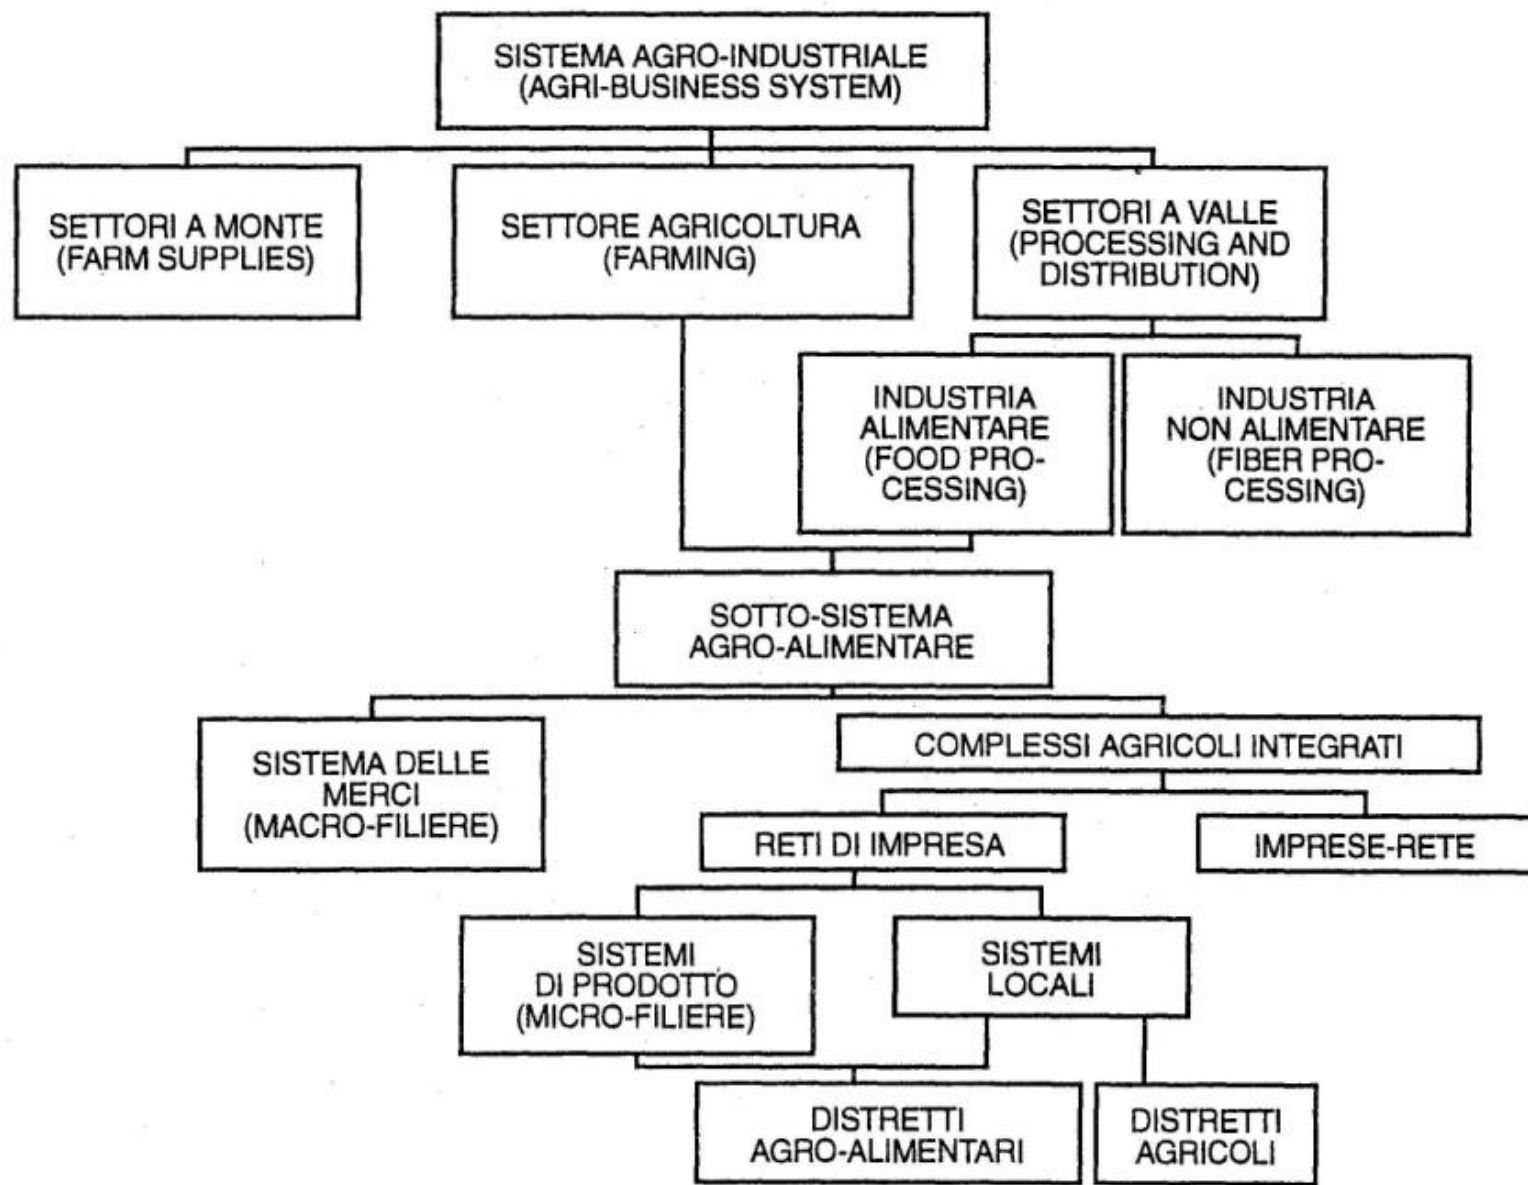 SISTEMA AGRO-INDUSTRIALE
(AGRI-BUSINESS SYSTEM)
SETTORI A MONTE
(FARM SUPPLIES)
SETTORE AGRICOLTURA
(FARMING)
SETTORI A VALLE
(PROCESSING AND
DISTRIBUTION)
INDUSTRIA
ALIMENTARE
(FOOD PRO-
CESSING)
INDUSTRIA
NON ALIMENTARE
(FIBER PRO-
CESSING)
SOTTO-SISTEMA
AGRO-ALIMENTARE
SISTEMA DELLE
MERCI
(MACRO-FILIERE)
COMPLESSI AGRICOLI INTEGRATI
RETI DI IMPRESA
IMPRESE-RETE
SISTEMI
DI PRODOTTO
(MICRO-FILIERE)
SISTEMI
LOCALI
DISTRETTI
AGRO-ALIMENTARI
DISTRETTI
AGRICOLI